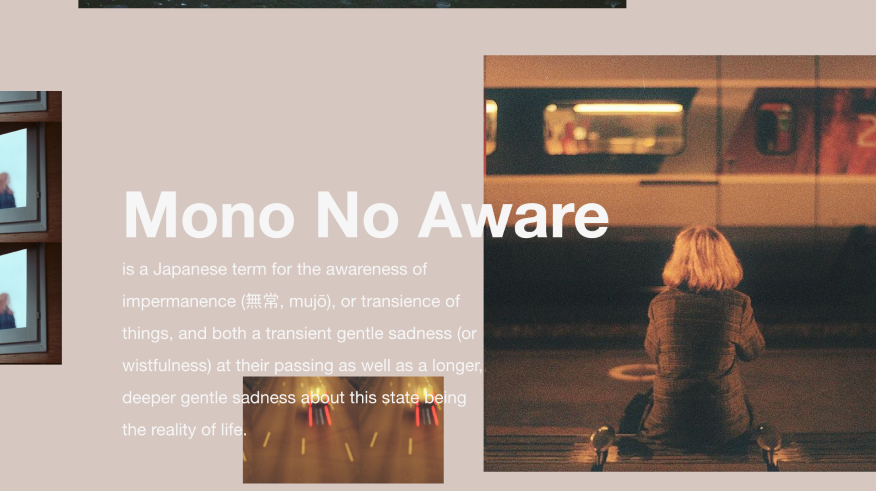 Mono No Aware
is a Japanese term for the awareness of
impermanence (無常, mujō), or transience of
things, and both a transient gentle sadness (or
wistfulness) at their passing as well as a longer,
deeper gentle sadness about this state being
the reality of life.
2